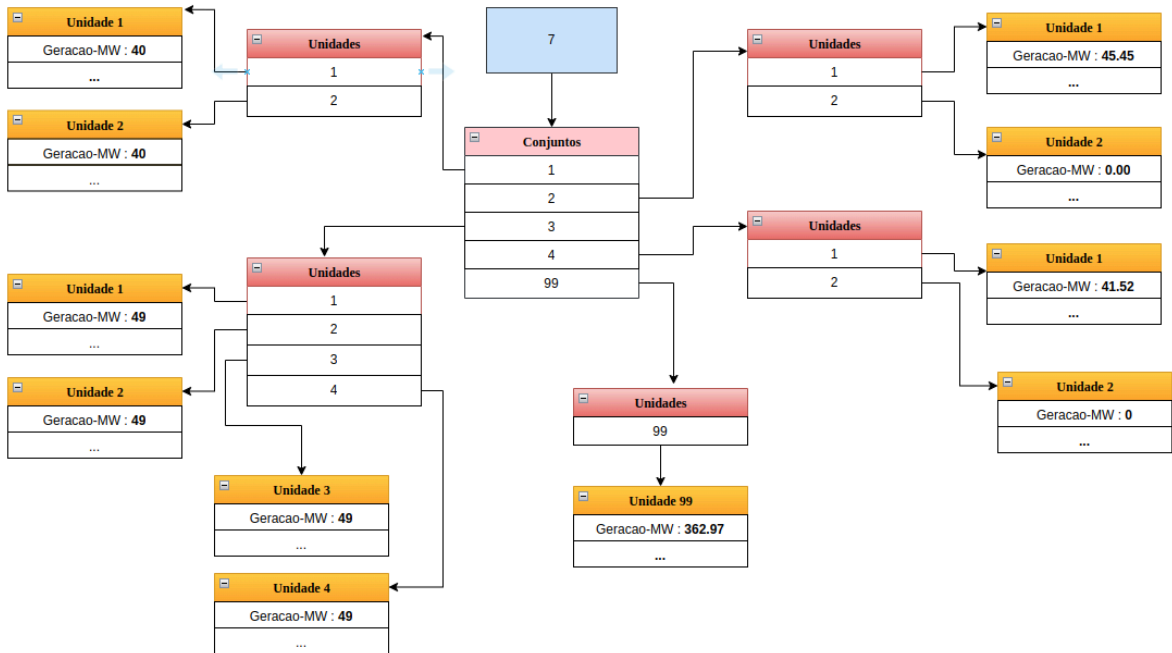 7
Conjuntos
1
2
3
4
99
Unidades
1
2
Unidade 1
Geracao-MW : 40
...
Unidade 2
Geracao-MW : 40
...
Unidades
1
2
Unidade 1
Geracao-MW : 45.45
...
Unidade 2
Geracao-MW : 0.00
...
Unidades
1
2
3
4
Unidade 1
Geracao-MW : 49
...
Unidade 2
Geracao-MW : 49
...
Unidade 3
Geracao-MW : 49
...
Unidade 4
Geracao-MW : 49
...
Unidades
1
2
Unidade 1
Geracao-MW : 41.52
...
Unidade 2
Geracao-MW : 0
...
Unidades
99
Unidade 99
Geracao-MW : 362.97
...